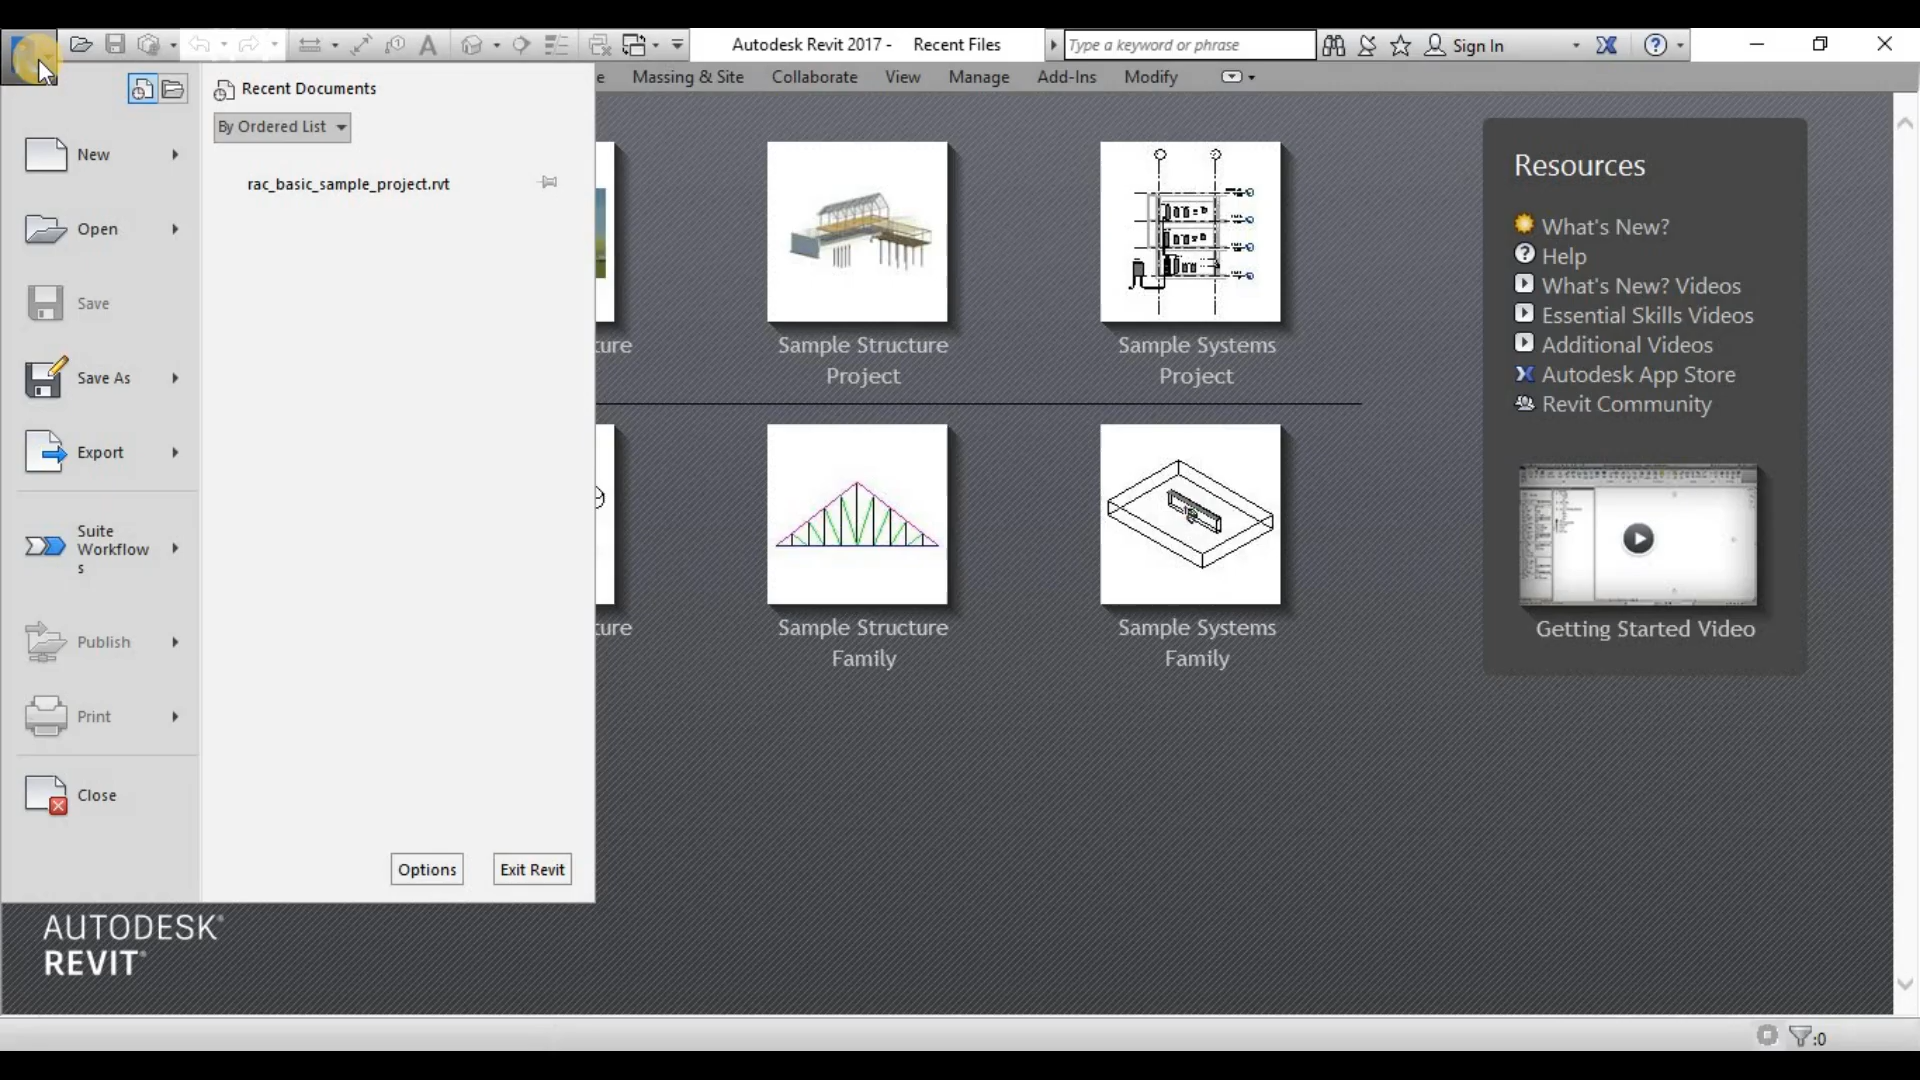 Autodesk Revit 2017 - Recent Files
Type a keyword or phrase
Sign In
Massing & Site
Collaborate
View
Manage
Add-Ins
Modify
Recent Documents
By Ordered List
rac_basic_sample_project.rvt
New
Open
Save
Save As
Export
Suite
Workflow
s
Publish
Print
Close
Options
Exit Revit
Sample Structure
Project
Sample Systems
Project
Sample Structure
Family
Sample Systems
Family
Resources
What's New?
Help
What's New? Videos
Essential Skills Videos
Additional Videos
Autodesk App Store
Revit Community
Getting Started Video
AUTODESK®
REVIT®
:0